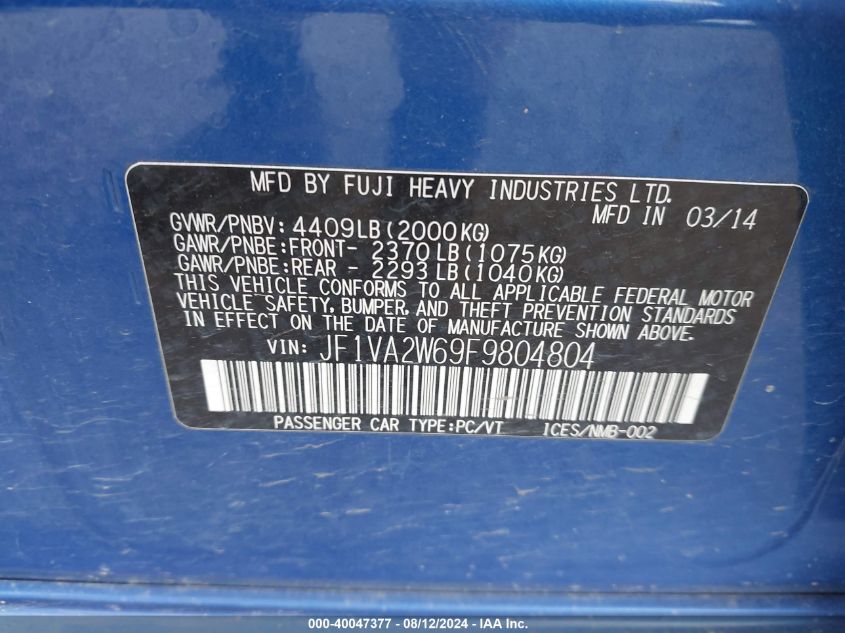 MFD BY FUJI HEAVY INDUSTRIES LTD.
MFD IN 03/14
GVWR/PNBV: 4409LB(2000KG)
GAWR/PNBE:FRONT- 2370LB(1075KG)
GAWR/PNBE:REAR - 2293LB(1040KG)
THIS VEHICLE CONFORMS TO ALL APPLICABLE FEDERAL MOTOR
VEHICLE SAFETY, BUMPER, AND THEFT PREVENTION STANDARDS
IN EFFECT ON THE DATE OF MANUFACTURE SHOWN ABOVE.
VIN: JF1VA2W69F9804804
PASSENGER CAR TYPE:PC/VT ICES/NMB-002
000-40047377 - 08/12/2024 - IAA Inc.